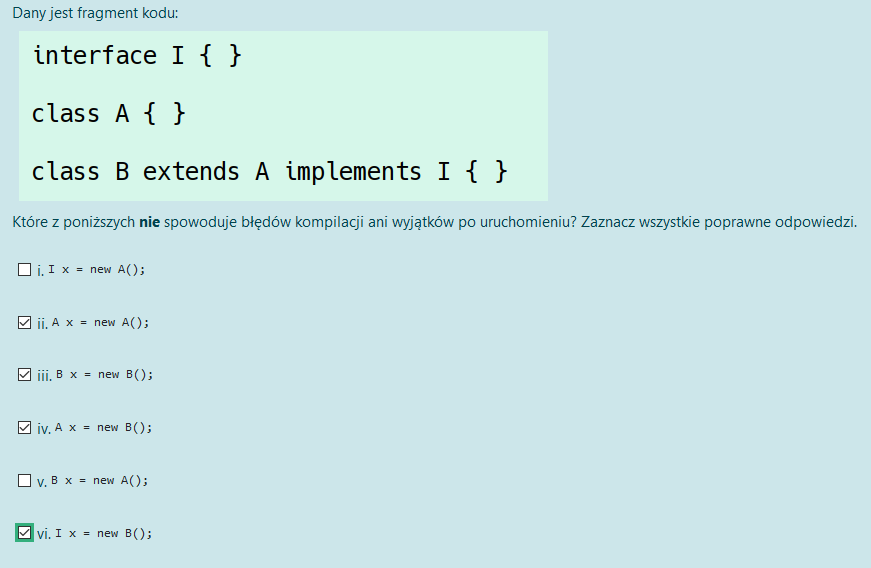 Dany jest fragment kodu:
interface I { }
class A { }
class B extends A implements I { }
Które z poniższych nie spowoduje błędów kompilacji ani wyjątków po uruchomieniu? Zaznacz wszystkie poprawne odpowiedzi.
i. I x = new A();
ii. A x = new A();
iii. B x = new B();
iv. A x = new B();
v. B x = new A();
vi. I x = new B();